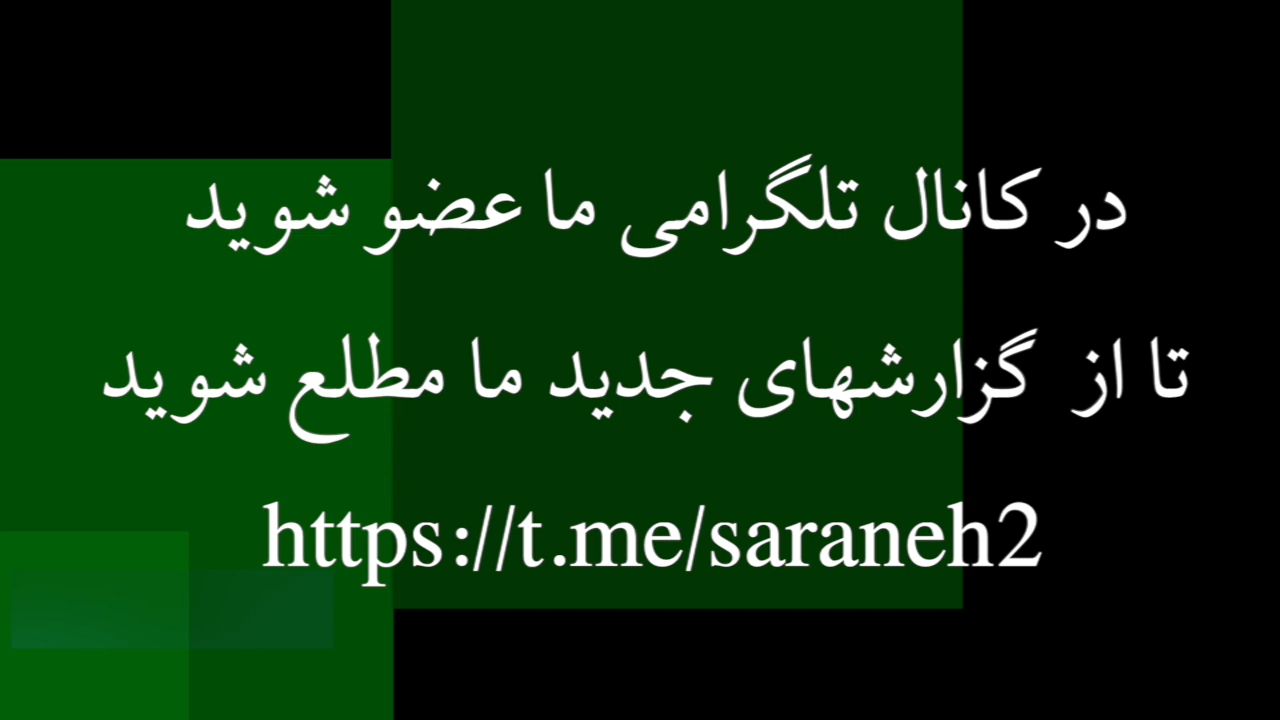 در کانال تلگرامی ما عضو شوید
تا از گزارشهای جدید ما مطلع شوید
https://t.me/saraneh2